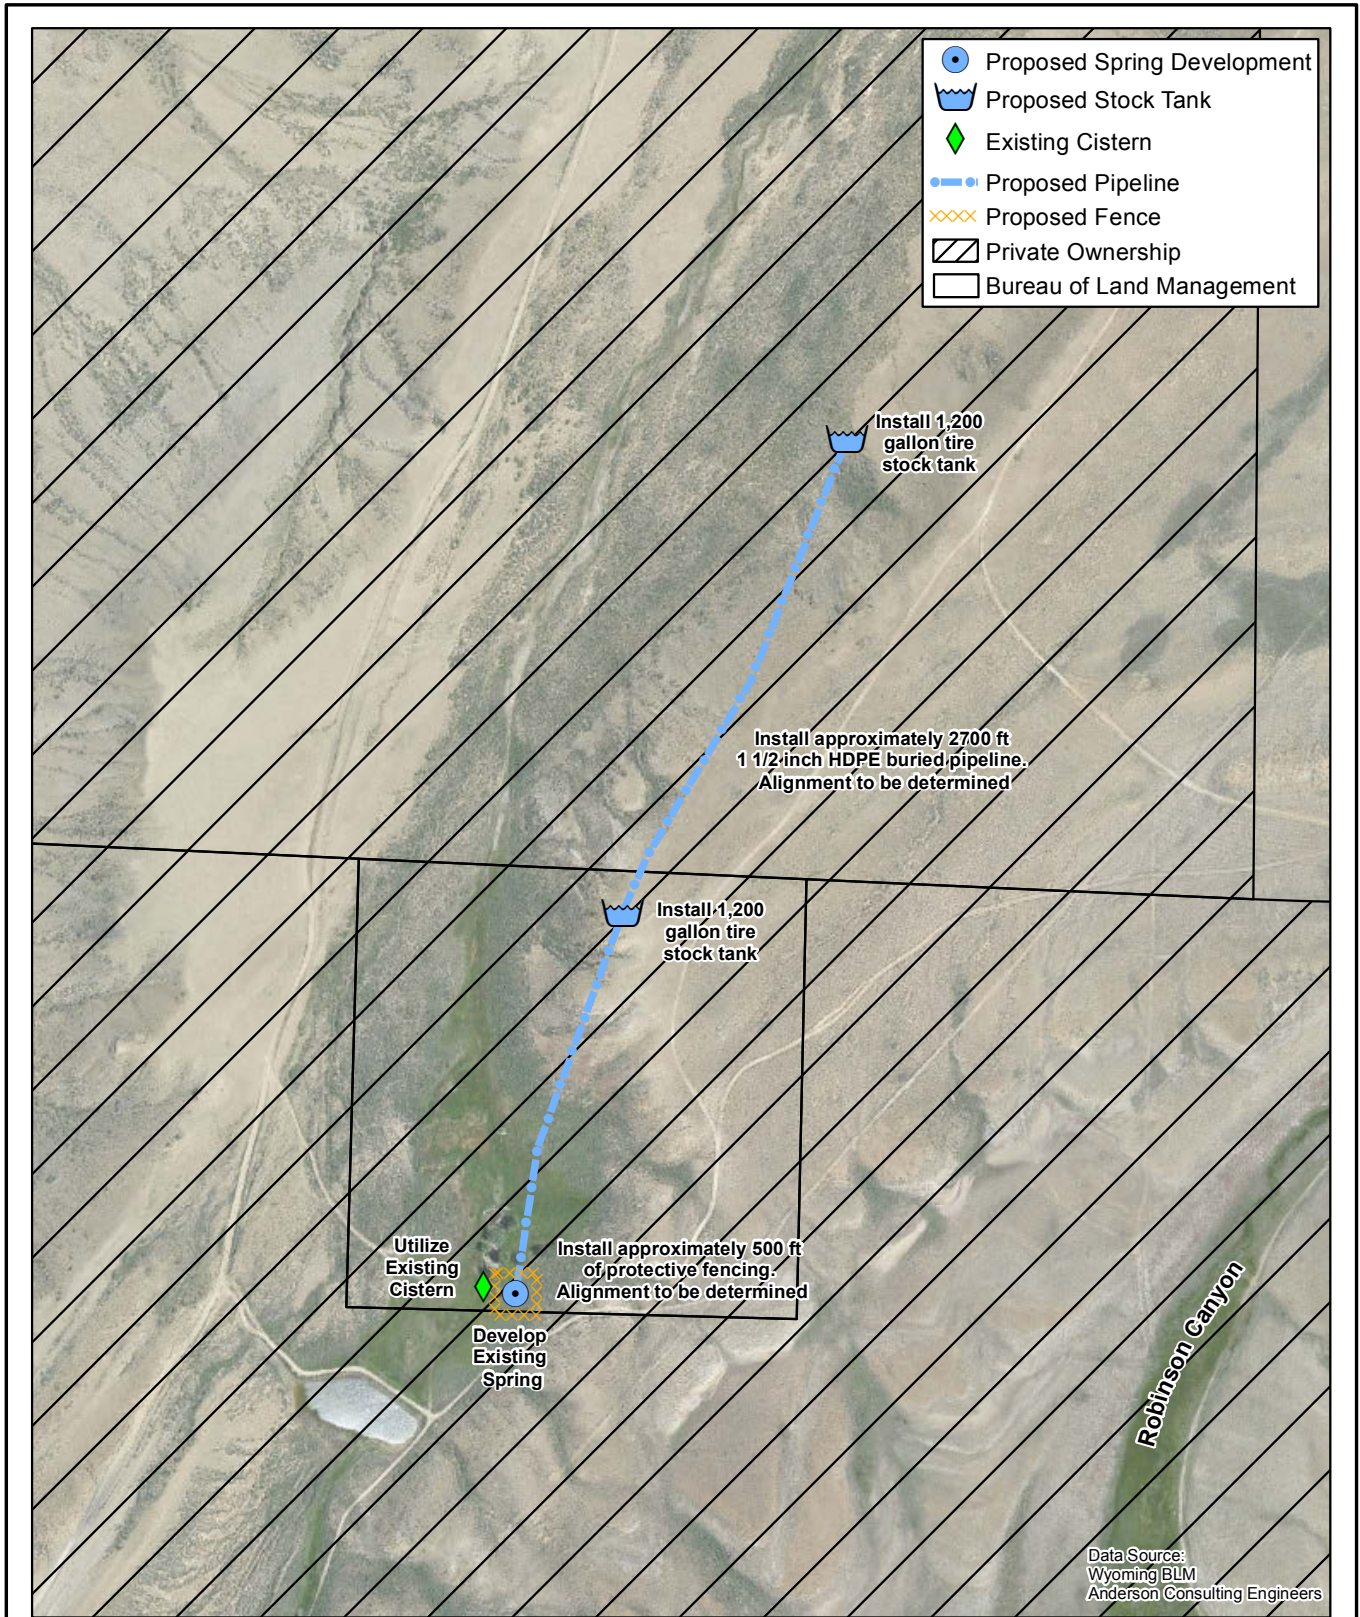 Proposed Spring Development
Proposed Stock Tank
Existing Cistern
Proposed Pipeline
Proposed Fence
Private Ownership
Bureau of Land Management
Install 1,200
gallon tire
stock tank
Install approximately 2700 ft
1 1/2 inch HDPE buried pipeline.
Alignment to be determined
Install 1,200
gallon tire
stock tank
Utilize
Existing
Cistern
Install approximately 500 ft
of protective fencing.
Alignment to be determined
Develop
Existing
Spring
Robinson Canyon
Data Source:
Wyoming BLM
Anderson Consulting Engineers